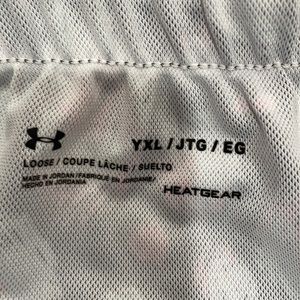 YXL / JTG / EG
LOOSE / COUPE LÂCHE / SUELTO
MADE IN JORDAN / FABRIQUÉ EN JORDANIE /
HECHO EN JORDANIA
HEATGEAR